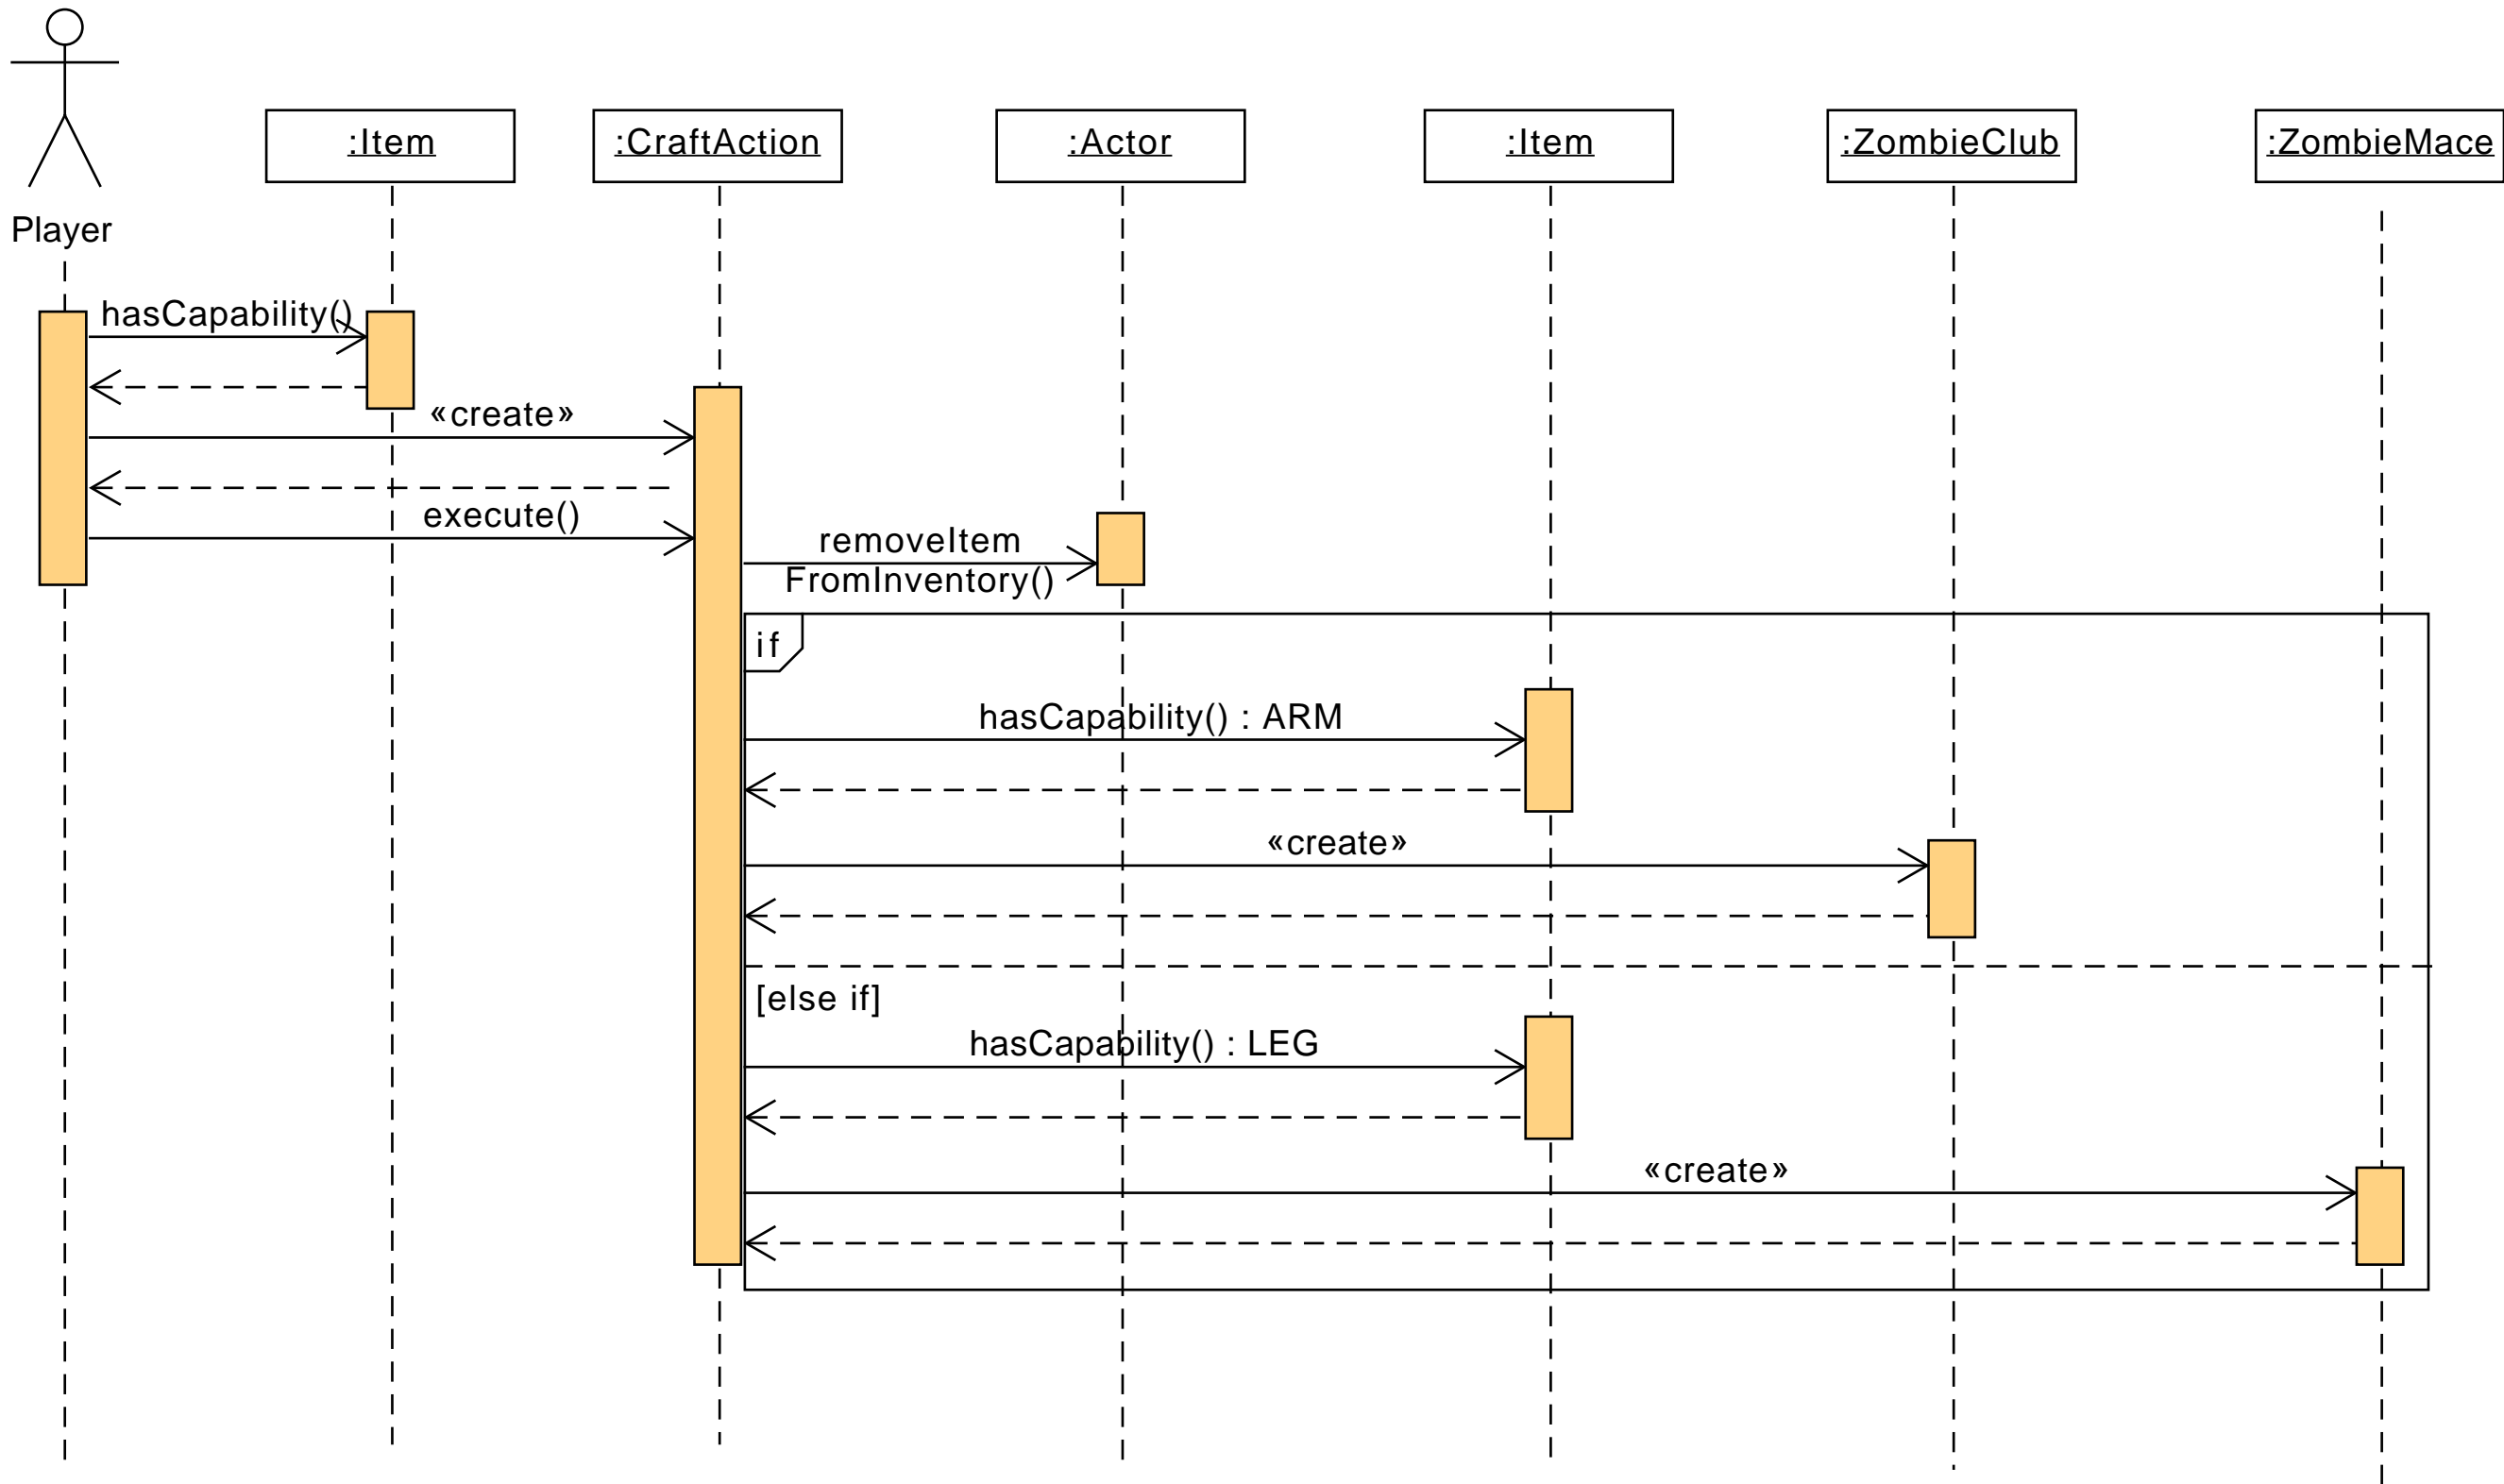 :Item
:CraftAction
:Actor
:Item
:ZombieClub
:ZombieMace
Player
hasCapability()
«create»
execute()
removeItem
FromInventory()
if
hasCapability() : ARM
«create»
[else if]
hasCapability() : LEG
«create»